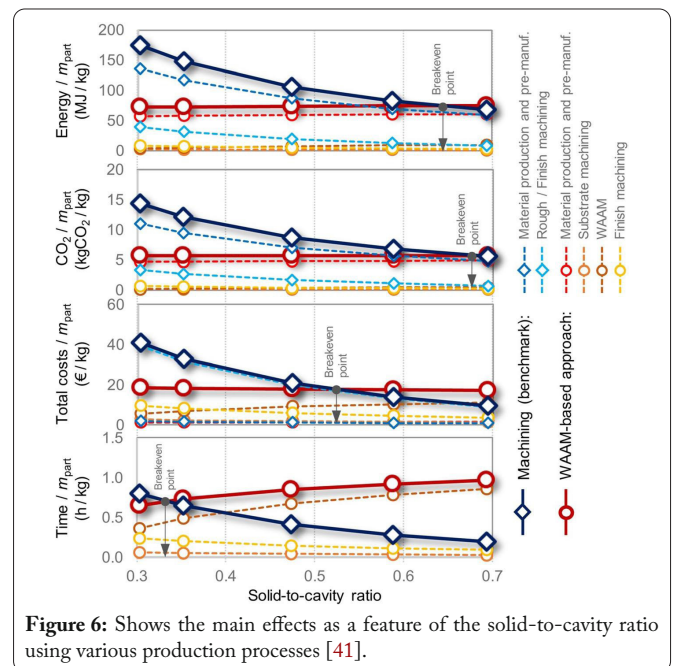 Energy / mpart
(MJ / kg)
200
150
100
50
0
Breakeven
point
CO2 / mpart
(kgCO2 / kg)
20
15
10
5
0
Breakeven
point
Total costs / mpart
(€ / kg)
60
40
20
0
Breakeven
point
Time / mpart
(h / kg)
1.5
1.0
0.5
0.0
Breakeven
point
0.3
0.4
0.5
0.6
0.7
Solid-to-cavity ratio
Machining (benchmark):
Material production and pre-manuf.
Rough / Finish machining
WAAM-based approach:
Material production and pre-manuf.
Substrate machining
WAAM
Finish machining
Figure 6: Shows the main effects as a feature of the solid-to-cavity ratio
using various production processes [41].